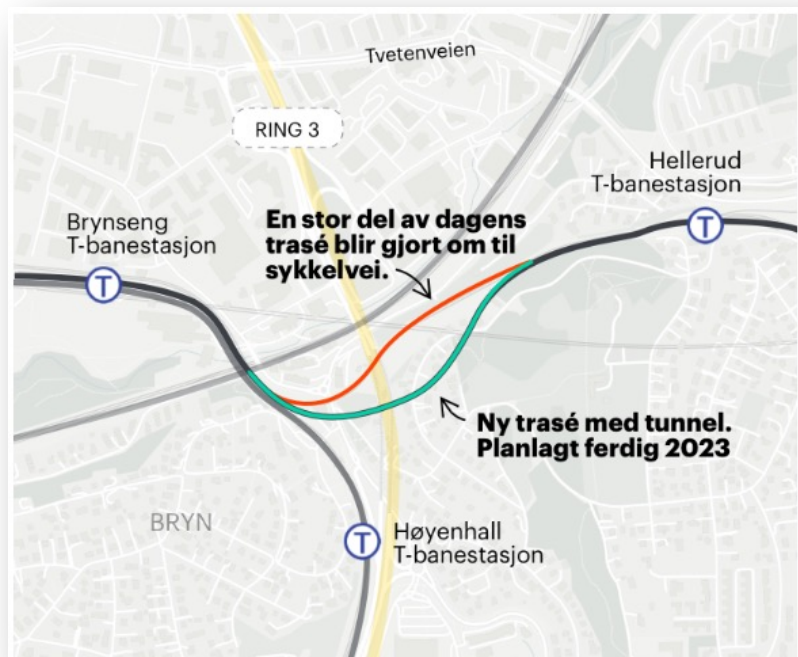 Tvetenveien
RING 3
Hellerud
T-banestasjon
T
Brynseng
T-banestasjon
T
En stor del av dagens
trasé blir gjort om til
sykkelvei.
Ny trasé med tunnel.
Planlagt ferdig 2023
BRYN
T
Høyenhall
T-banestasjon